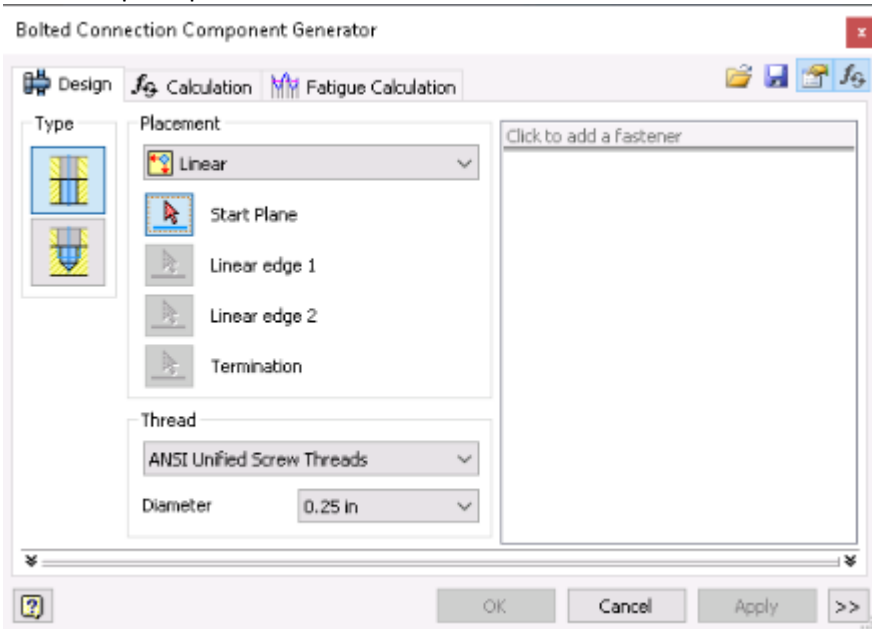 Bolted Connection Component Generator
x
Design
Calculation
Fatigue Calculation
Type
Placement
Linear
Start Plane
Linear edge 1
Linear edge 2
Termination
Click to add a fastener
Thread
ANSI Unified Screw Threads
Diameter
0.25 in
?
OK
Cancel
Apply
>>